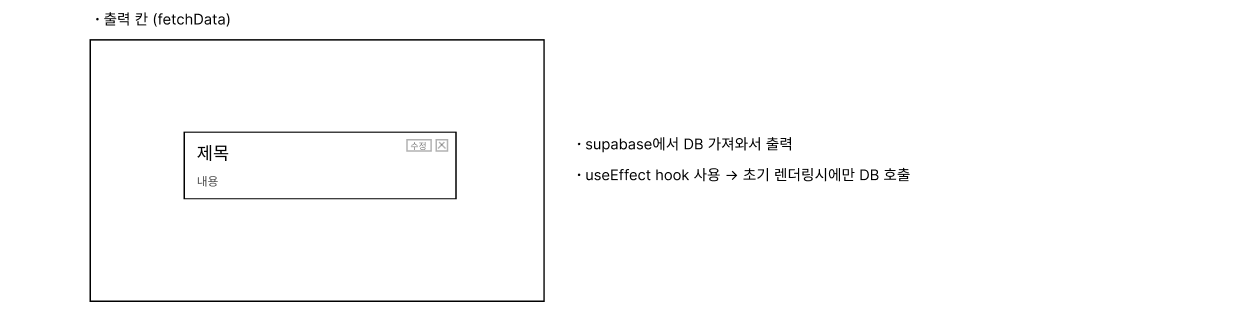 · 출력 칸 (fetchData)
제목
수정
내용
· supabase에서 DB 가져와서 출력
· useEffect hook 사용 → 초기 렌더링시에만 DB 호출